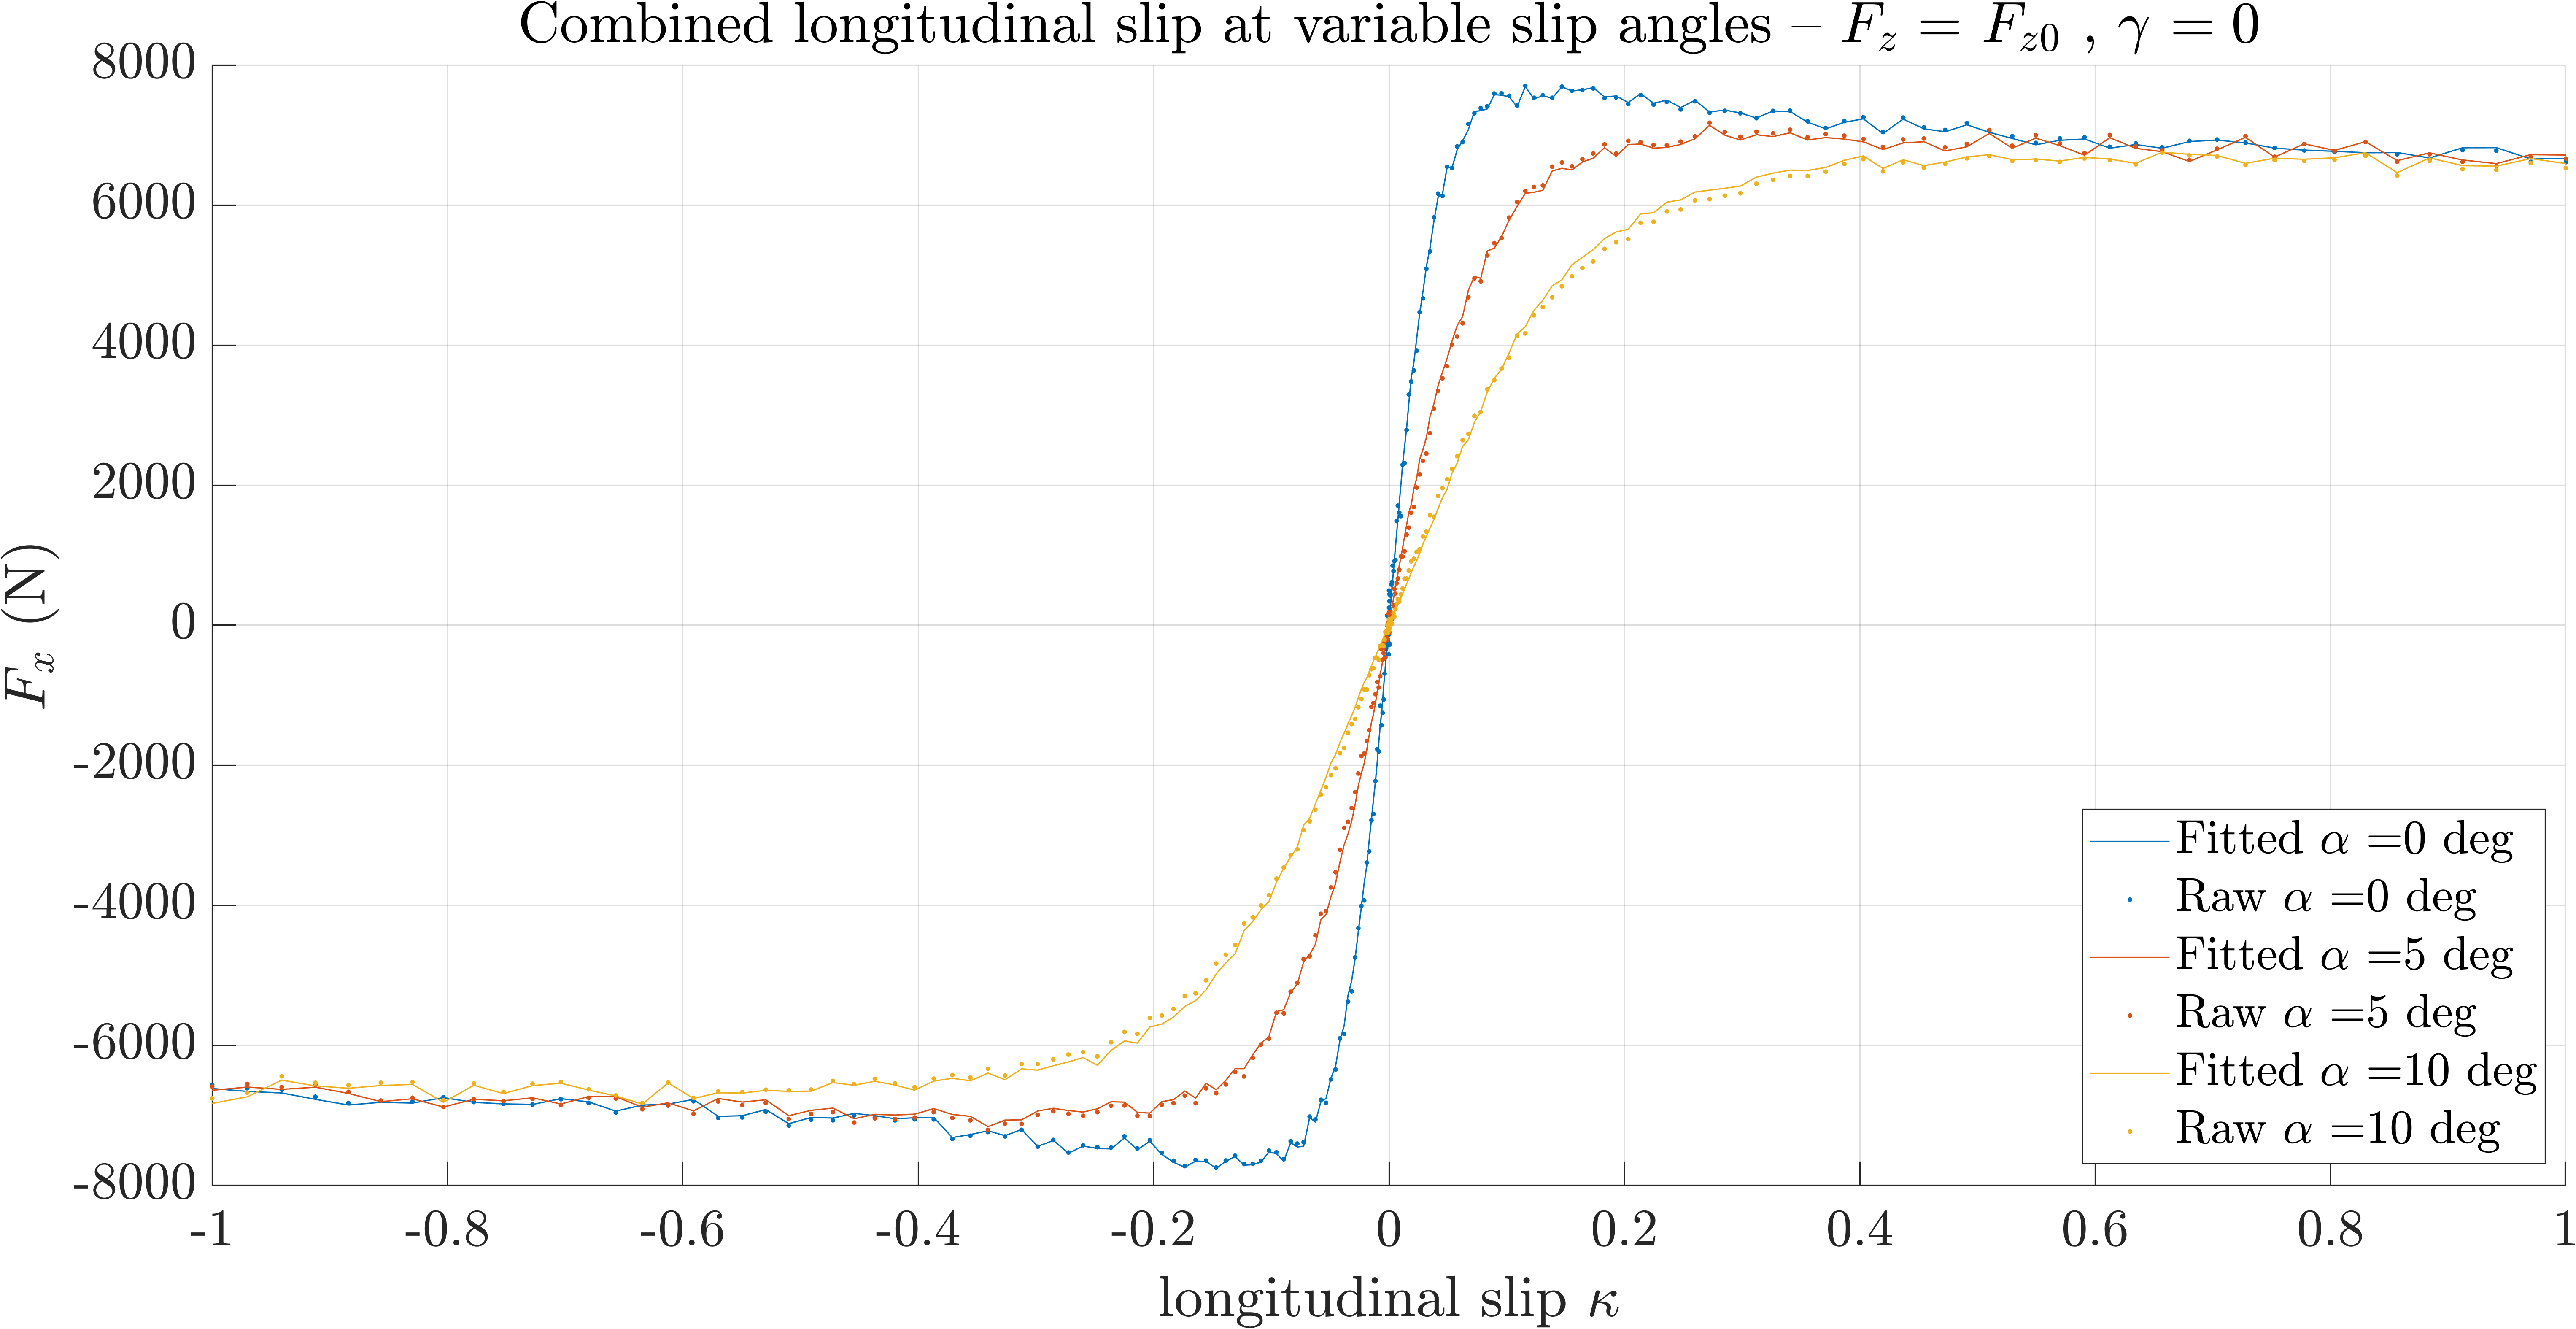 Combined longitudinal slip at variable slip angles – F_z = F_{z0} , γ = 0
8000
6000
4000
2000
0
-2000
-4000
-6000
-8000
F_x (N)
-1 -0.8 -0.6 -0.4 -0.2 0 0.2 0.4 0.6 0.8 1
longitudinal slip κ
Fitted α =0 deg
Raw α =0 deg
Fitted α =5 deg
Raw α =5 deg
Fitted α =10 deg
Raw α =10 deg